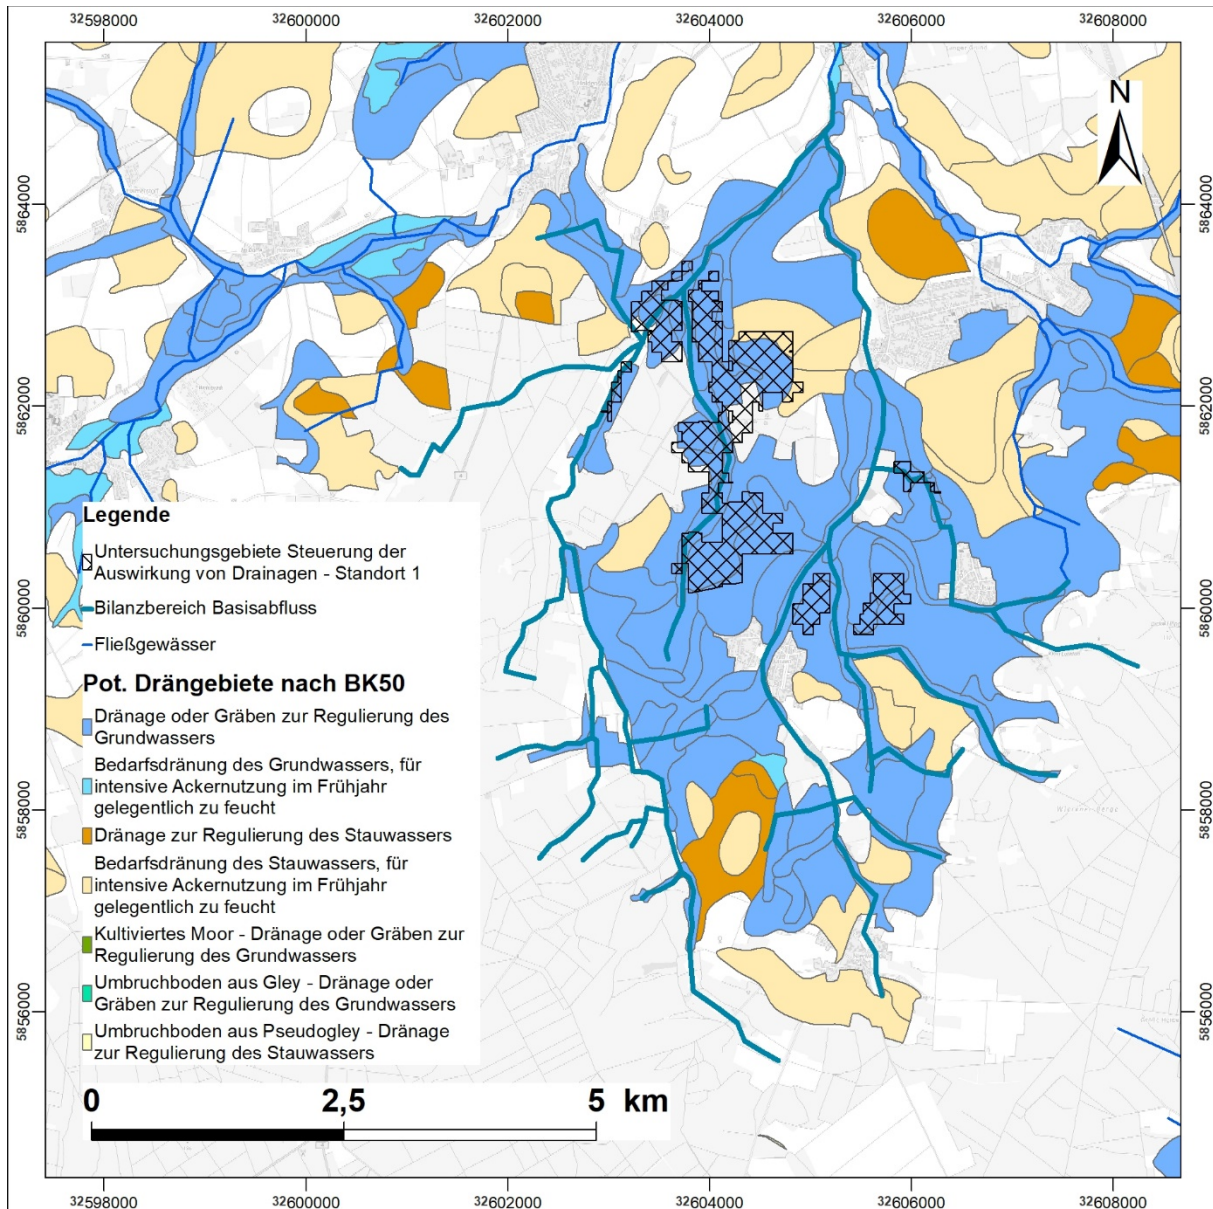 32598000 32600000 32602000 32604000 32606000 32608000
N
5864000 5864000
5862000 5862000
5860000 5860000
5858000 5858000
5856000 5856000
Legende
Untersuchungsgebiete Steuerung der
Auswirkung von Drainagen - Standort 1
Bilanzbereich Basisabfluss
Fließgewässer
Pot. Drängebiete nach BK50
Dränage oder Gräben zur Regulierung des
Grundwassers
Bedarfsdränung des Grundwassers, für
intensive Ackernutzung im Frühjahr
gelegentlich zu feucht
Dränage zur Regulierung des Stauwassers
Bedarfsdränung des Stauwassers, für
intensive Ackernutzung im Frühjahr
gelegentlich zu feucht
Kultiviertes Moor - Dränage oder Gräben zur
Regulierung des Grundwassers
Umbruchboden aus Gley - Dränage oder
Gräben zur Regulierung des Grundwassers
Umbruchboden aus Pseudogley - Dränage
zur Regulierung des Stauwassers
0 2,5 5 km
32598000 32600000 32602000 32604000 32606000 32608000